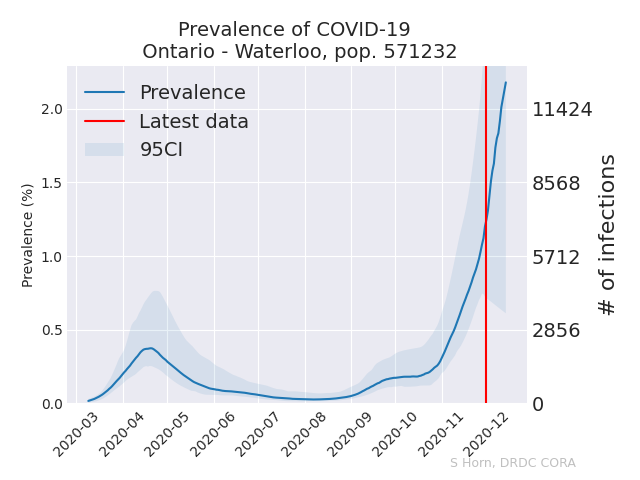 Prevalence of COVID-19
Ontario - Waterloo, pop. 571232
Prevalence
Latest data
95CI
Prevalence (%)
2.0
1.5
1.0
0.5
0.0
11424
8568
5712
2856
0
# of infections
2020-03
2020-04
2020-05
2020-06
2020-07
2020-08
2020-09
2020-10
2020-11
2020-12
S Horn, DRDC CORA